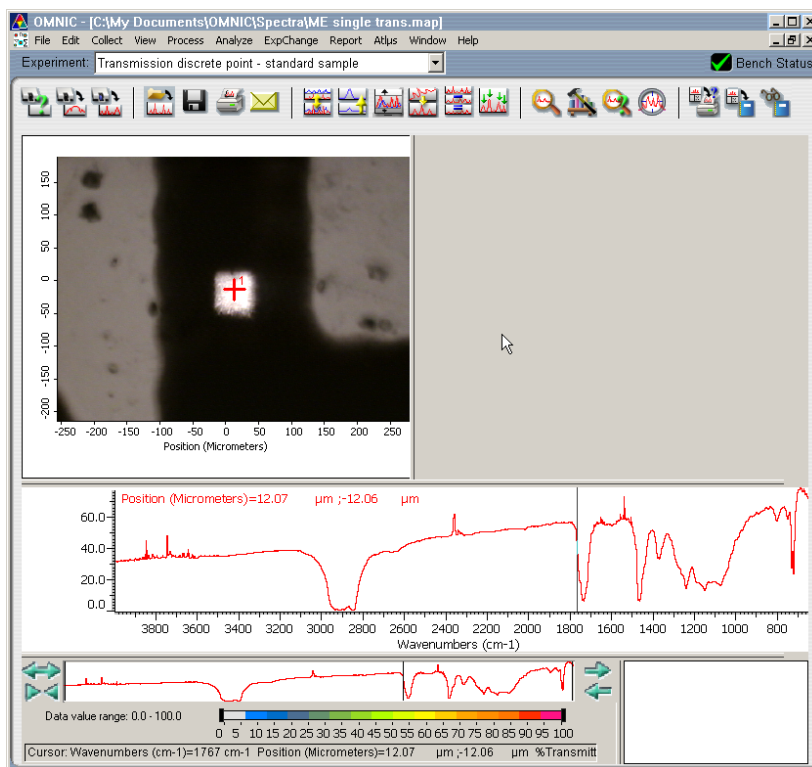 OMNIC - [C:\My Documents\OMNIC\Spectra\ME single trans.map]
File Edit Collect View Process Analyze ExpChange Report Atlμs Window Help
Experiment: Transmission discrete point - standard sample Bench Status
150
100
50
0
-50
-100
-150
-200
1
-250 -200 -150 -100 -50 0 50 100 150 200 250
Position (Micrometers)
Position (Micrometers)=12.07 μm ;-12.06 μm
60.0
40.0
20.0
0.0
3800 3600 3400 3200 3000 2800 2600 2400 2200 2000 1800 1600 1400 1200 1000 800
Wavenumbers (cm-1)
Data value range: 0.0 - 100.0
0 5 10 15 20 25 30 35 40 45 50 55 60 65 70 75 80 85 90 95 100
Cursor: Wavenumbers (cm-1)=1767 cm-1 Position (Micrometers)=12.07 μm ;-12.06 μm %Transmitt